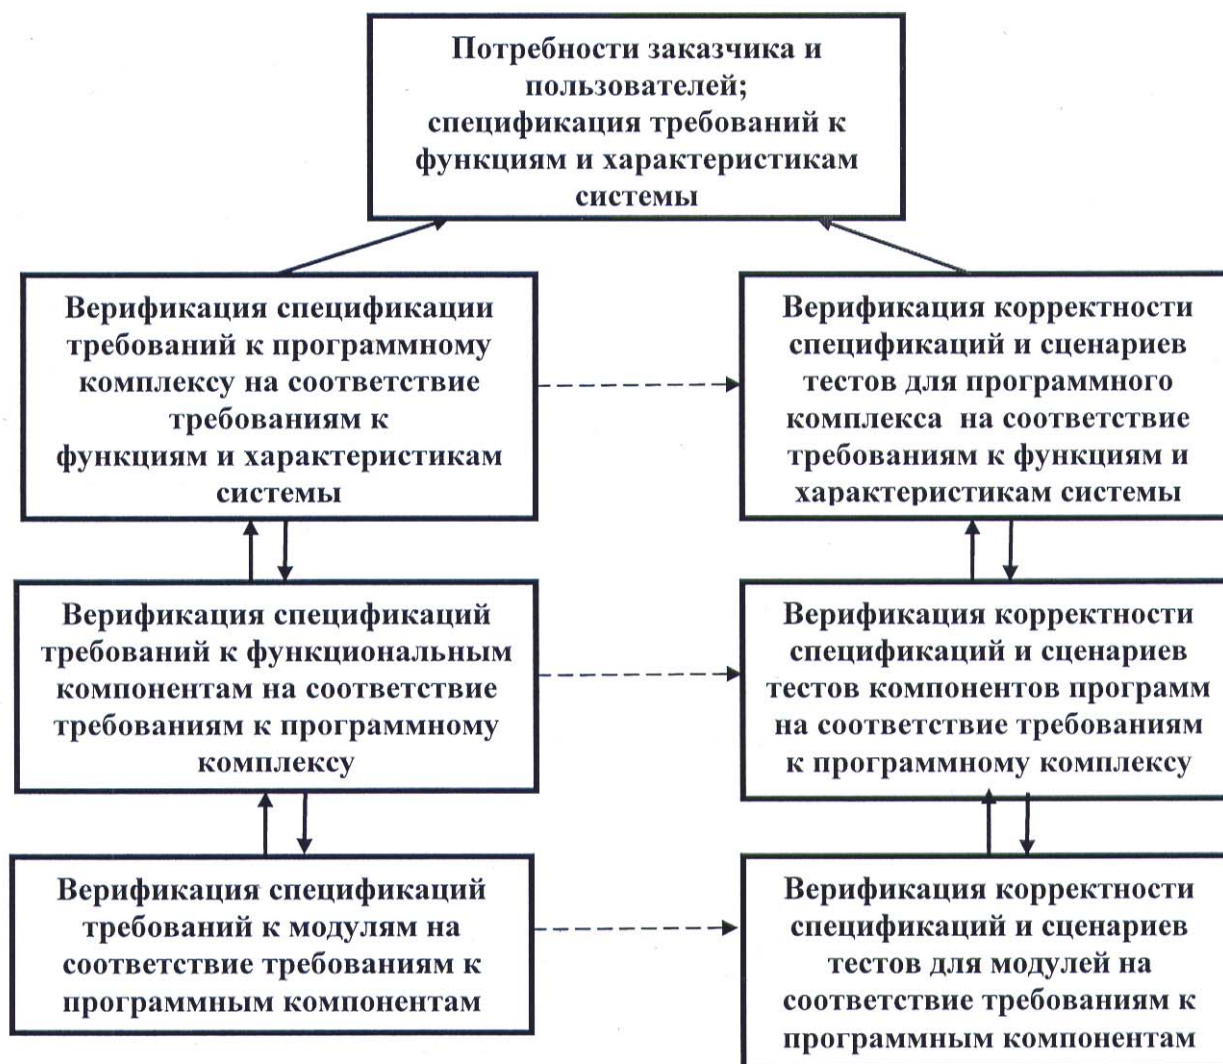 Потребности заказчика и
пользователей;
спецификация требований к
функциям и характеристикам
системы
Верификация спецификации
требований к программному
комплексу на соответствие
требованиям к
функциям и характеристикам
системы
Верификация корректности
спецификаций и сценариев
тестов для программного
комплекса на соответствие
требованиям к функциям и
характеристикам системы
Верификация спецификаций
требований к функциональным
компонентам на соответствие
требованиям к программному
комплексу
Верификация корректности
спецификаций и сценариев
тестов компонентов программ
на соответствие требованиям
к программному комплексу
Верификация спецификаций
требований к модулям на
соответствие требованиям к
программным компонентам
Верификация корректности
спецификаций и сценариев
тестов для модулей на
соответствие требованиям к
программным компонентам